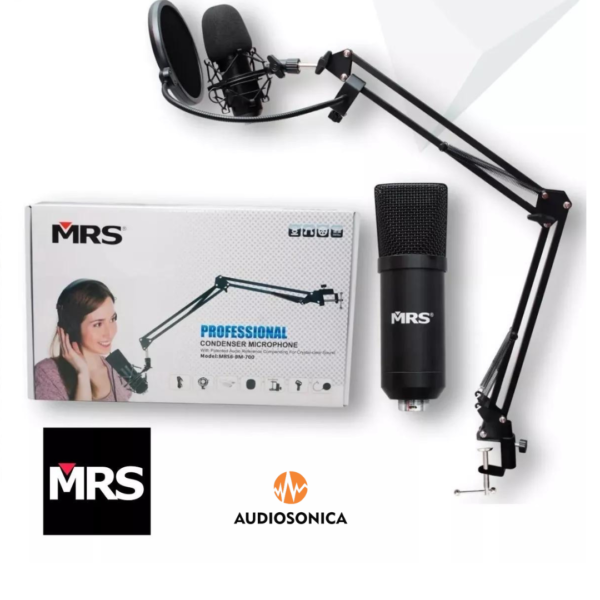 MRS®
PROFESSIONAL
CONDENSER MICROPHONE
MRS®
MRS
AUDIOSONICA